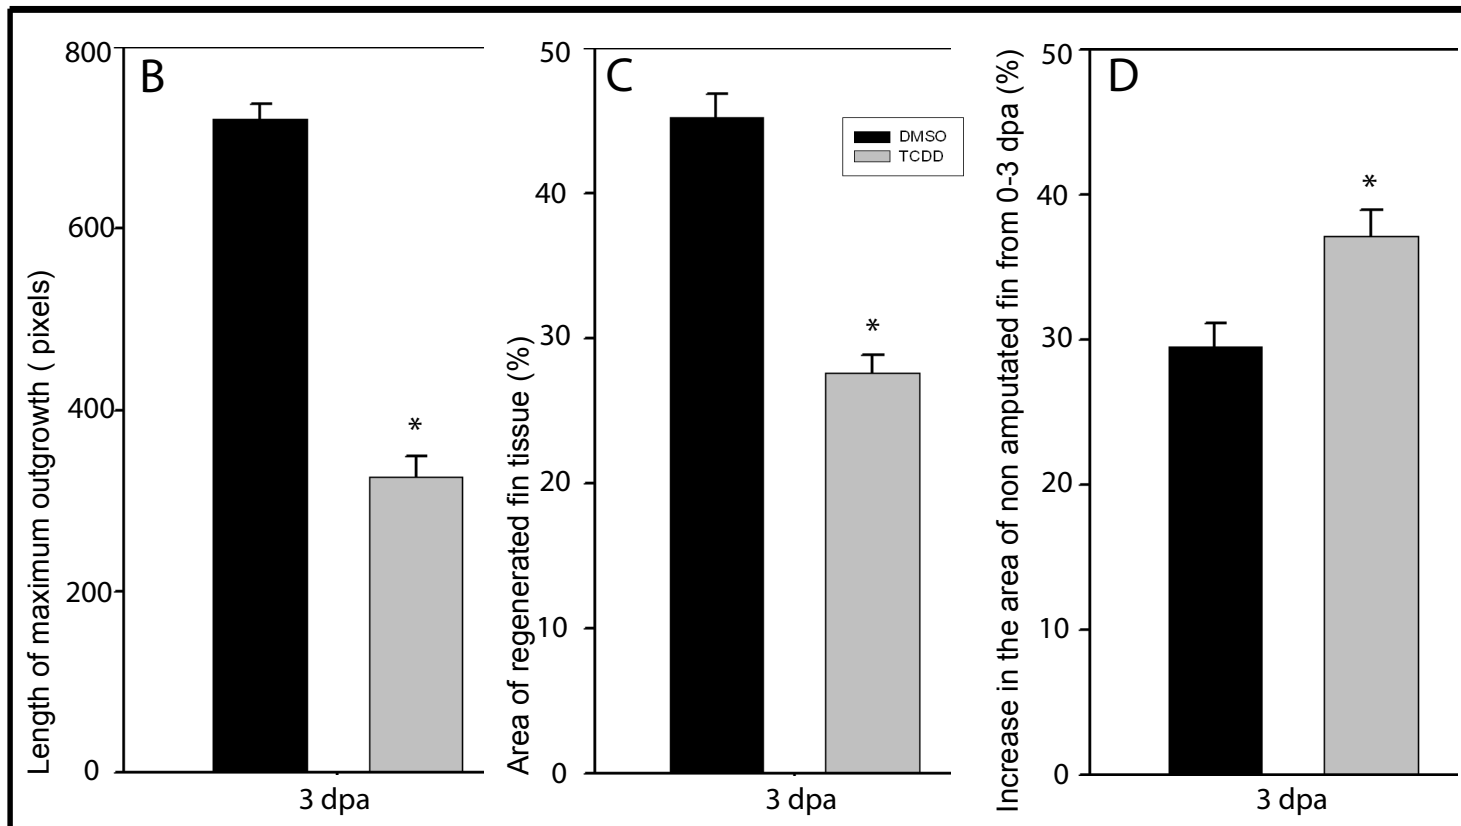 B
Length of maximum outgrowth ( pixels)
800
600
400
200
0
*
3 dpa
C
Area of regenerated fin tissue (%)
50
40
30
20
10
0
DMSO
TCDD
*
3 dpa
D
Increase in the area of non amputated fin from 0-3 dpa (%)
50
40
30
20
10
0
*
3 dpa